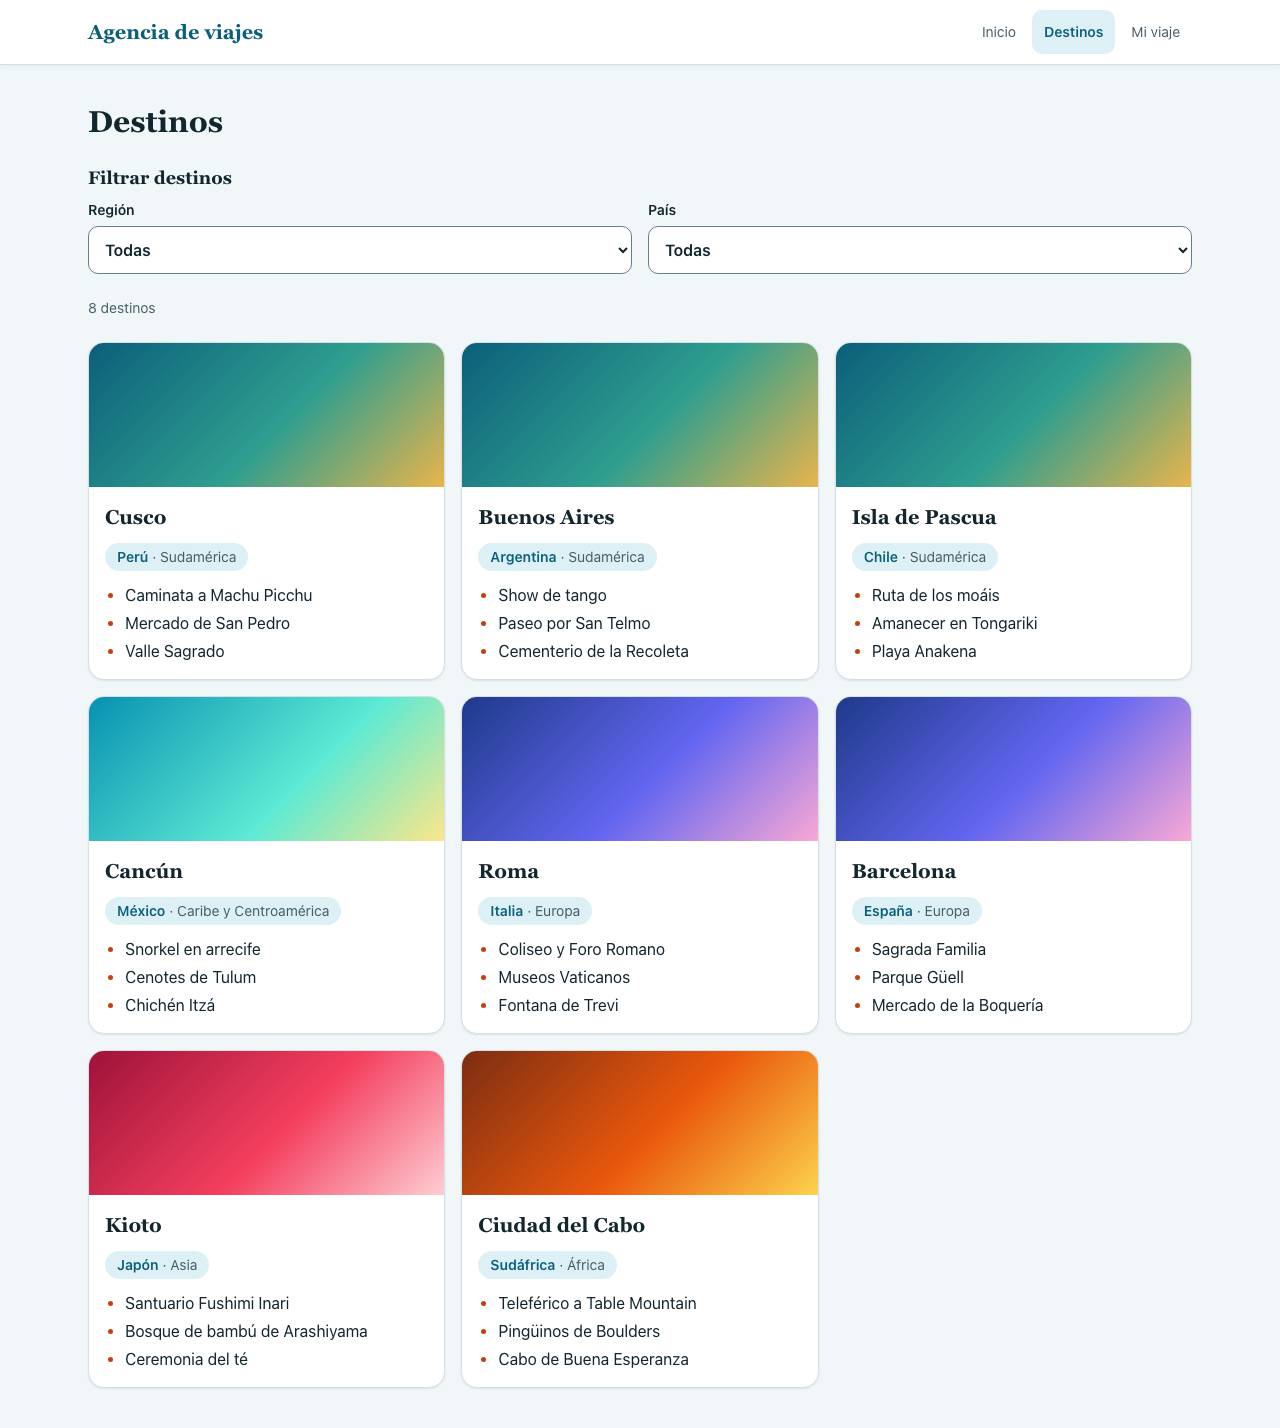 Agencia de viajes
Inicio
Destinos
Mi viaje
Destinos
Filtrar destinos
Región
País
Todas
Todas
8 destinos
Cusco
Perú · Sudamérica
Caminata a Machu Picchu
Mercado de San Pedro
Valle Sagrado
Buenos Aires
Argentina · Sudamérica
Show de tango
Paseo por San Telmo
Cementerio de la Recoleta
Isla de Pascua
Chile · Sudamérica
Ruta de los moáis
Amanecer en Tongariki
Playa Anakena
Cancún
México · Caribe y Centroamérica
Snorkel en arrecife
Cenotes de Tulum
Chichén Itzá
Roma
Italia · Europa
Coliseo y Foro Romano
Museos Vaticanos
Fontana de Trevi
Barcelona
España · Europa
Sagrada Familia
Parque Güell
Mercado de la Boquería
Kioto
Japón · Asia
Santuario Fushimi Inari
Bosque de bambú de Arashiyama
Ceremonia del té
Ciudad del Cabo
Sudáfrica · África
Teleférico a Table Mountain
Pingüinos de Boulders
Cabo de Buena Esperanza